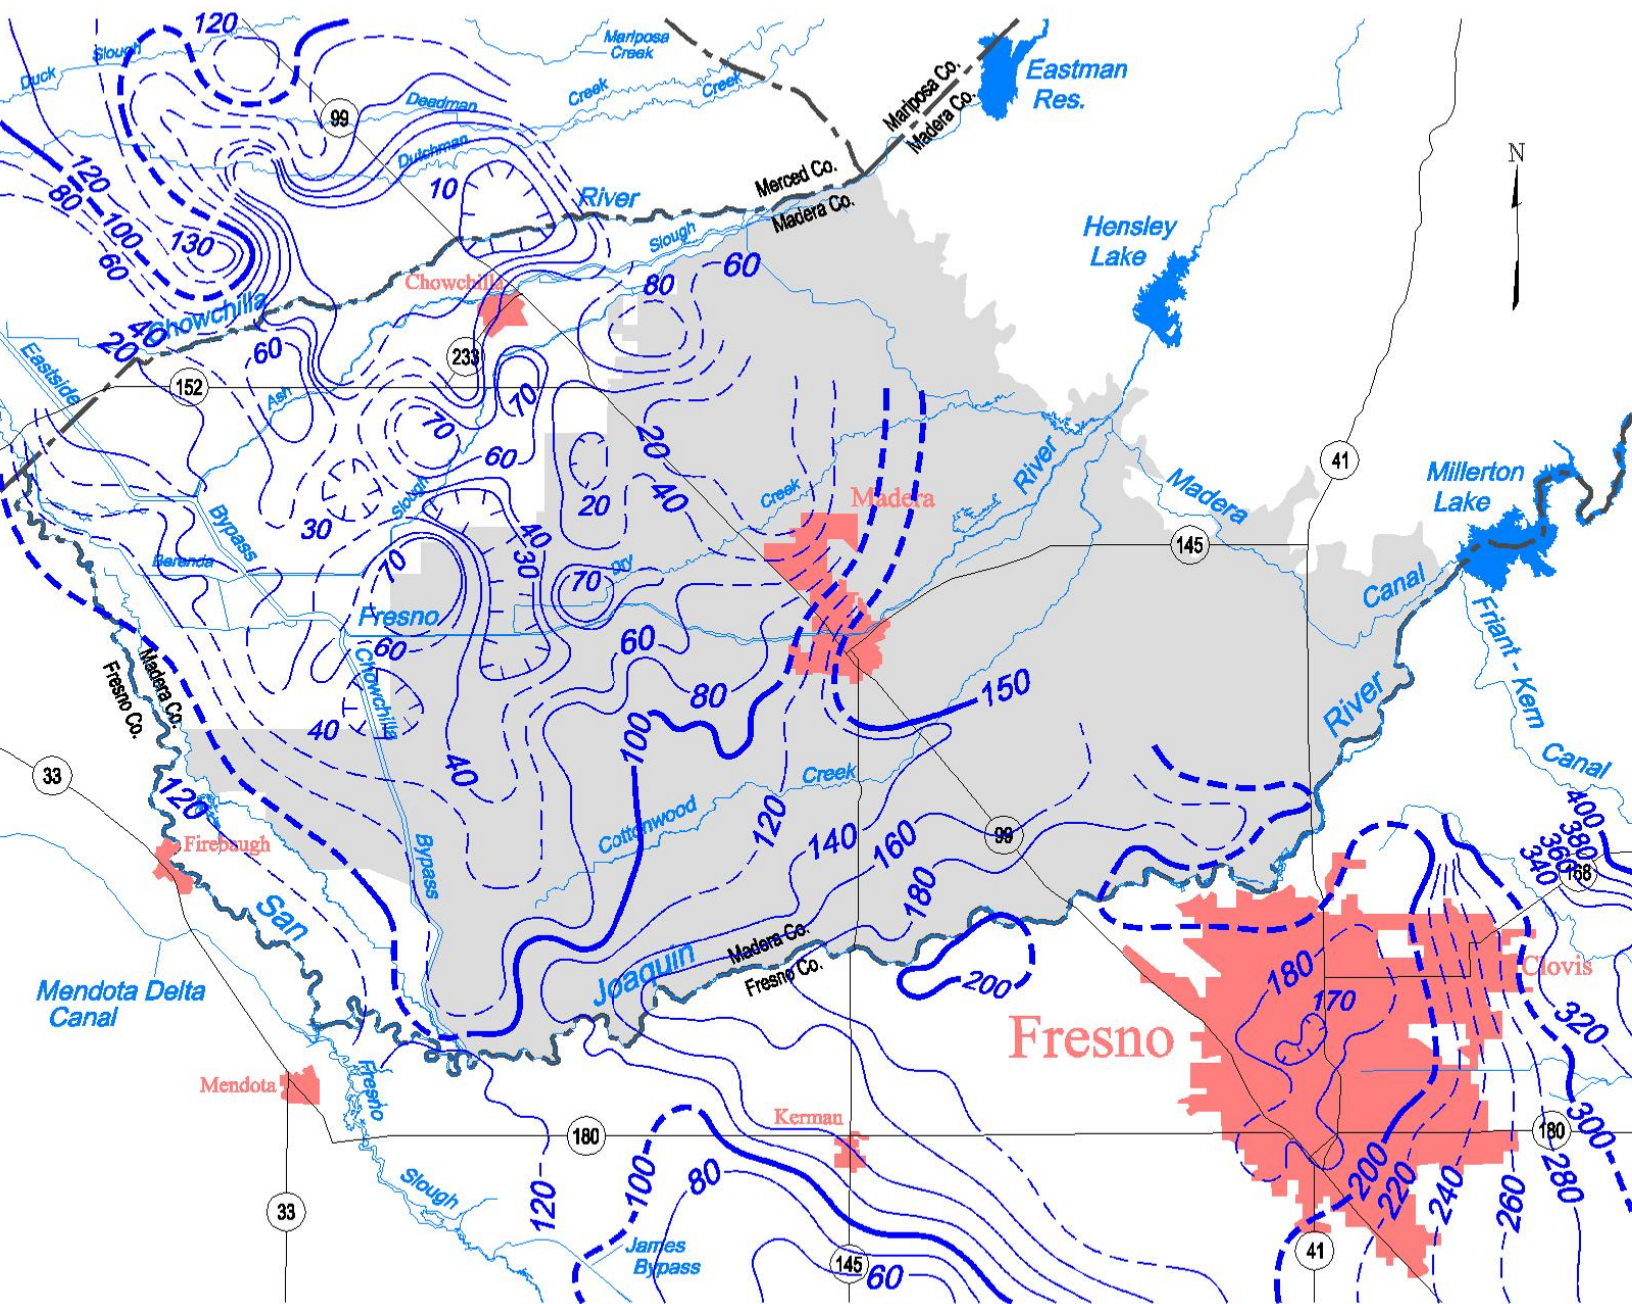 120
Mariposa
Creek
Duck
Slough
Creek
Creek
Eastman
Res.
Mariposa Co.
Madera Co.
Deadman
99
Dutchman
N
120
80
100
60
130
10
River
Merced Co.
Madera Co.
Slough
Hensley
Lake
60
80
Chowchilla
Chowchilla
40
20
60
233
Eastside
152
Ash
70
70
60
20
40
20
30
Slough
Creek
Madera
River
Madera
41
Millerton
Lake
Bypass
Berenda
40
30
70
70
Dry
145
Canal
Friant - Kern
Canal
Fresno
60
60
Madera Co.
Fresno Co.
Chowchilla
80
150
River
40
100
40
33
120
Creek
Cottonwood
120
140
160
99
180
400
380
360
340
168
Firebaugh
Bypass
San
Joaquin
Madera Co.
Fresno Co.
200
180
170
Clovis
320
Mendota Delta
Canal
Fresno
Mendota
Fresno
Slough
Kerman
180
180
300
33
120
100
80
200
220
240
260
280
James
Bypass
145
60
41